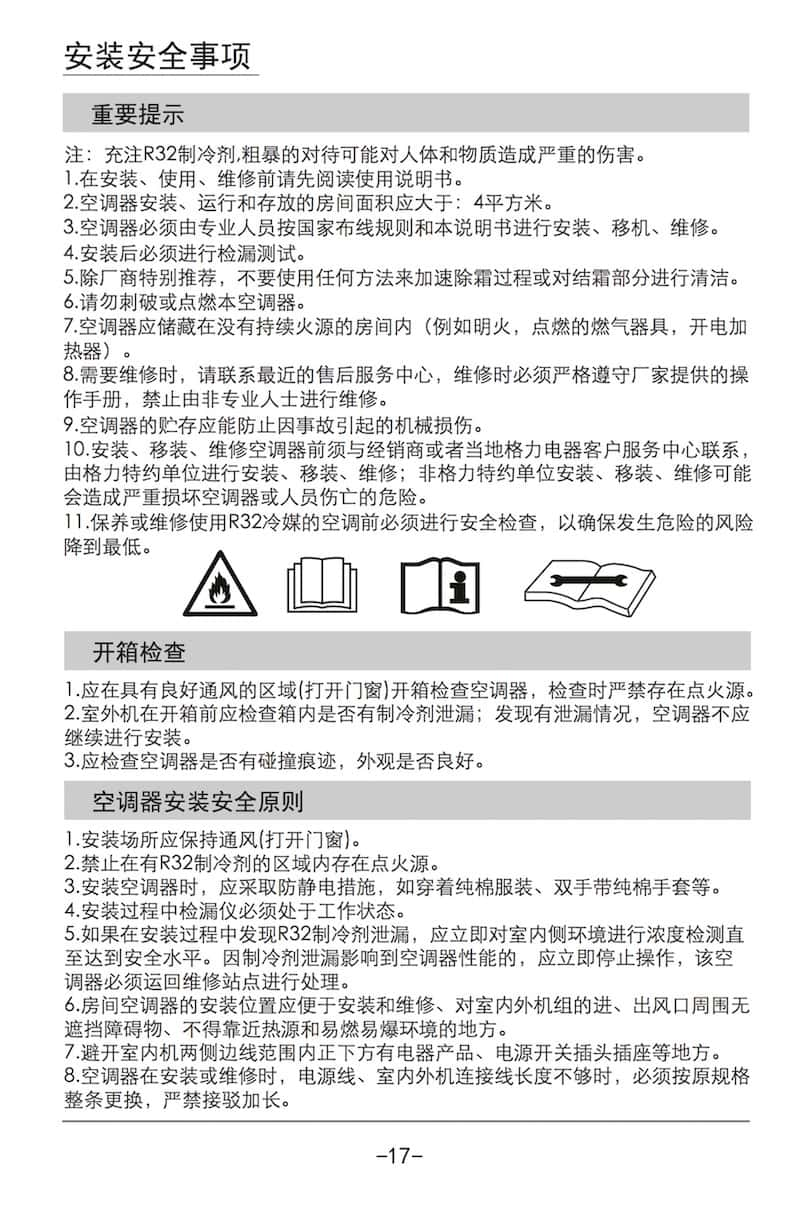 安装安全事项
重要提示
注：充注R32制冷剂,粗暴的对待可能对人体和物质造成严重的伤害。
1.在安装、使用、维修前请先阅读使用说明书。
2.空调器安装、运行和存放的房间面积应大于：4平方米。
3.空调器必须由专业人员按国家布线规则和本说明书进行安装、移机、维修。
4.安装后必须进行检漏测试。
5.除厂商特别推荐，不要使用任何方法来加速除霜过程或对结霜部分进行清洁。
6.请勿刺破或点燃本空调器。
7.空调器应储藏在没有持续火源的房间内（例如明火，点燃的燃气器具，开电加
热器）。
8.需要维修时，请联系最近的售后服务中心，维修时必须严格遵守厂家提供的操
作手册，禁止由非专业人士进行维修。
9.空调器的贮存应能防止因事故引起的机械损伤。
10.安装、移装、维修空调器前须与经销商或者当地格力电器客户服务中心联系，
由格力特约单位进行安装、移装、维修；非格力特约单位安装、移装、维修可能
会造成严重损坏空调器或人员伤亡的危险。
11.保养或维修使用R32冷媒的空调前必须进行安全检查，以确保发生危险的风险
降到最低。
开箱检查
1.应在具有良好通风的区域(打开门窗)开箱检查空调器，检查时严禁存在点火源。
2.室外机在开箱前应检查箱内是否有制冷剂泄漏；发现有泄漏情况，空调器不应
继续进行安装。
3.应检查空调器是否有碰撞痕迹，外观是否良好。
空调器安装安全原则
1.安装场所应保持通风(打开门窗)。
2.禁止在有R32制冷剂的区域内存在点火源。
3.安装空调器时，应采取防静电措施，如穿着纯棉服装、双手带纯棉手套等。
4.安装过程中检漏仪必须处于工作状态。
5.如果在安装过程中发现R32制冷剂泄漏，应立即对室内侧环境进行浓度检测直
至达到安全水平。因制冷剂泄漏影响到空调器性能的，应立即停止操作，该空
调器必须运回维修站点进行处理。
6.房间空调器的安装位置应便于安装和维修、对室内外机组的进、出风口周围无
遮挡障碍物、不得靠近热源和易燃易爆环境的地方。
7.避开室内机两侧边线范围内正下方有电器产品、电源开关插头插座等地方。
8.空调器在安装或维修时，电源线、室内外机连接线长度不够时，必须按原规格
整条更换，严禁接驳加长。
-17-